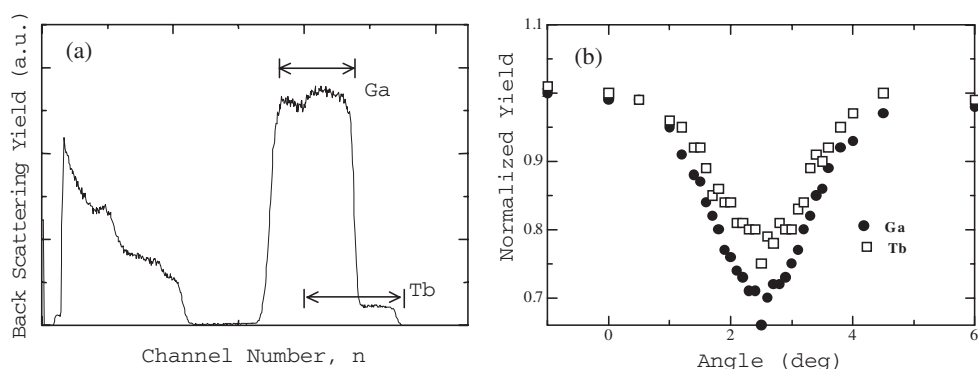 (a)
Ga
Tb
Back Scattering Yield (a.u.)
Channel Number, n
(b)
1.1
1.0
0.9
0.8
0.7
Normalized Yield
Ga
Tb
0
2
4
6
Angle (deg)